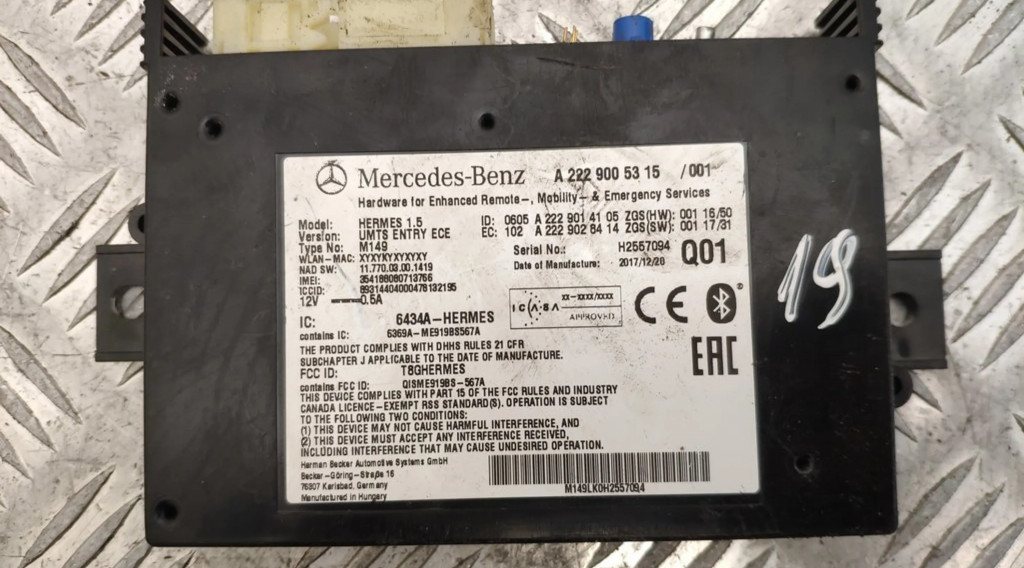 Mercedes-Benz A 222 900 53 15 /001
Hardware for Enhanced Remote-, Mobility- & Emergency Services
Model: HERMES 1.5 ID: 0605 A 222 901 41 05 ZGS(HW): 001 16/50
Version: UMTS ENTRY ECE EC: 102 A 222 902 84 14 ZGS(SW): 001 17/31
Type No: M149 Serial No.: H2557094 Q01
WLAN-MAC: XYXYXYXYXYXY Date of Manufacture: 2017/12/20
NAD SW: 11.770.03.00.1419
IMEI: 354188080713766
ICCID: 89314404000478132195
12V 0.5A
ICASA xx-xxxx/xxxx APPROVED CE
IC: 6434A-HERMES
contains IC: 6369A-ME919BS567A
EAC
THE PRODUCT COMPLIES WITH DHHS RULES 21 CFR
SUBCHAPTER J APPLICABLE TO THE DATE OF MANUFACTURE.
FCC ID: T8GHERMES
contains FCC ID: QISME919BS-567A
THIS DEVICE COMPLIES WITH PART 15 OF THE FCC RULES AND INDUSTRY
CANADA LICENCE-EXEMPT RSS STANDARD(S). OPERATION IS SUBJECT
TO THE FOLLOWING TWO CONDITIONS:
(1) THIS DEVICE MAY NOT CAUSE HARMFUL INTERFERENCE, AND
(2) THIS DEVICE MUST ACCEPT ANY INTERFERENCE RECEIVED,
INCLUDING INTERFERENCE THAT MAY CAUSE UNDESIRED OPERATION.
Harman Becker Automotive Systems GmbH
Becker-Göring-Straße 16
76307 Karlsbad, Germany
Manufactured in Hungary
M149LK0H2557094
19